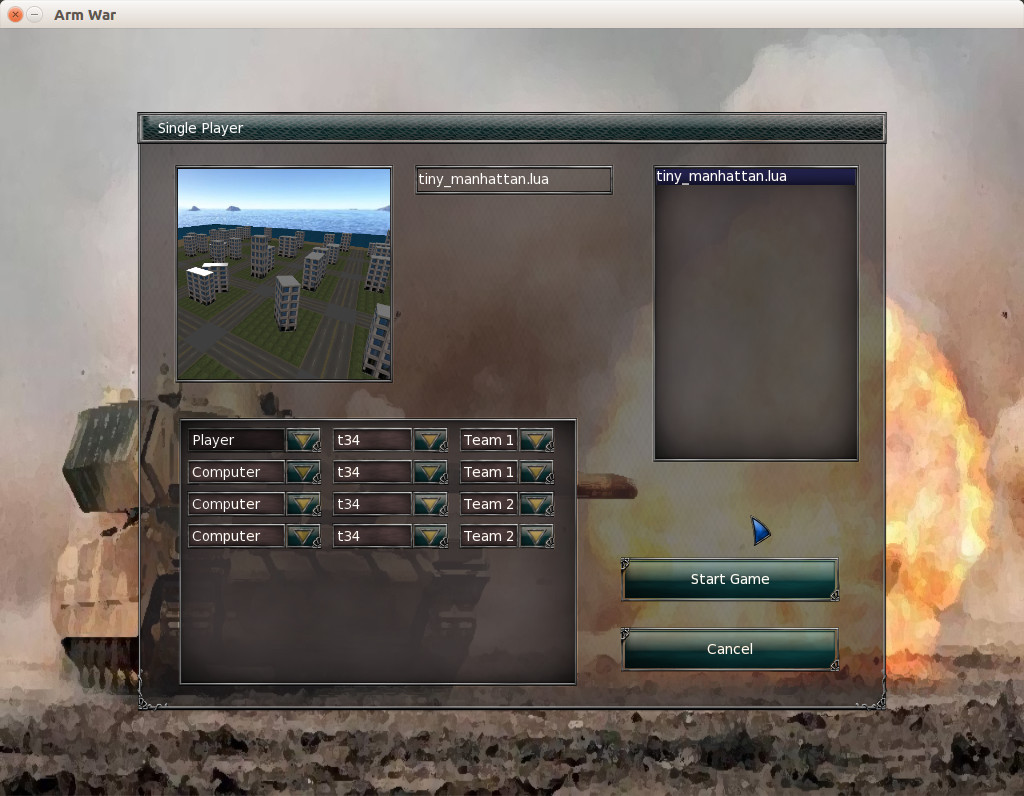 Arm War
Single Player
tiny_manhattan.lua
tiny_manhattan.lua
Player t34 Team 1
Computer t34 Team 1
Computer t34 Team 2
Computer t34 Team 2
Start Game
Cancel